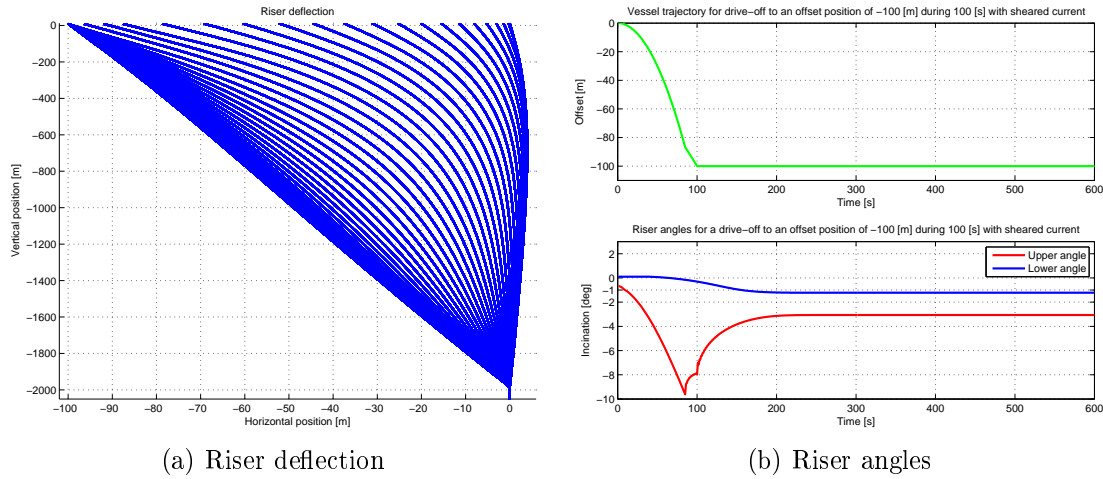 Riser deflection
0
−200
−400
−600
−800
−1000
−1200
−1400
−1600
−1800
−2000
Vertical position [m]
−100 −90 −80 −70 −60 −50 −40 −30 −20 −10 0
Horizontal position [m]
(a) Riser deflection
Vessel trajectory for drive−off to an offset position of −100 [m] during 100 [s] with sheared current
0
−20
−40
−60
−80
−100
Offset [m]
0 100 200 300 400 500 600
Time [s]
Riser angles for a drive−off to an offset position of −100 [m] during 100 [s] with sheared current
Upper angle
Lower angle
2
0
−1
−2
−4
−6
−8
−10
Incination [deg]
0 100 200 300 400 500 600
Time [s]
(b) Riser angles